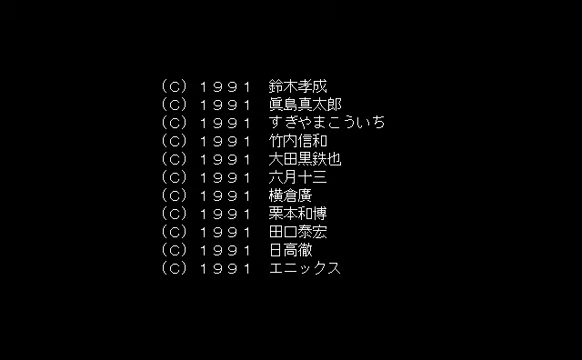 (C) 1991 鈴木孝成
(C) 1991 眞島真太郎
(C) 1991 すぎやまこういち
(C) 1991 竹内信和
(C) 1991 大田黒鉄也
(C) 1991 六月十三
(C) 1991 横倉廣
(C) 1991 栗本和博
(C) 1991 田口泰宏
(C) 1991 日高徹
(C) 1991 エニックス